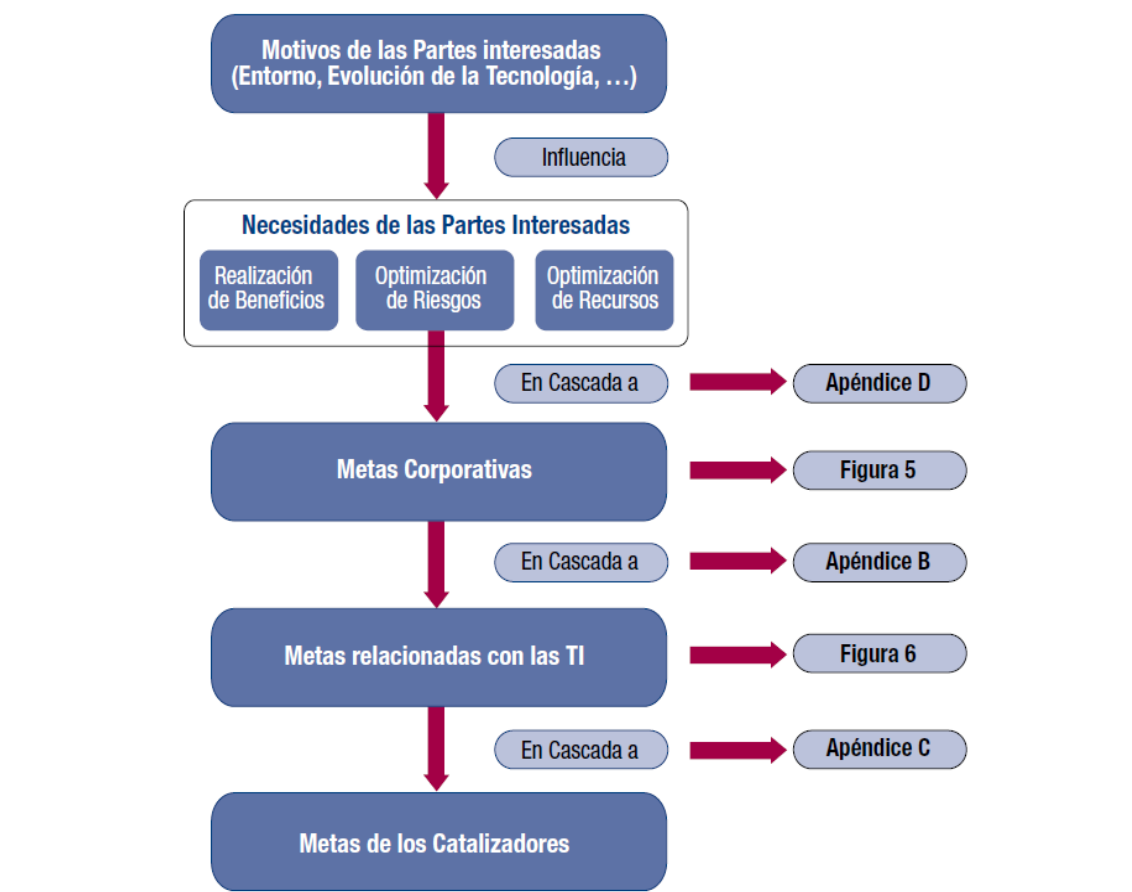 Motivos de las Partes interesadas
(Entorno, Evolución de la Tecnología, …)
Influencia
Necesidades de las Partes Interesadas
Realización
de Beneficios
Optimización
de Riesgos
Optimización
de Recursos
En Cascada a
Apéndice D
Metas Corporativas
Figura 5
En Cascada a
Apéndice B
Metas relacionadas con las TI
Figura 6
En Cascada a
Apéndice C
Metas de los Catalizadores